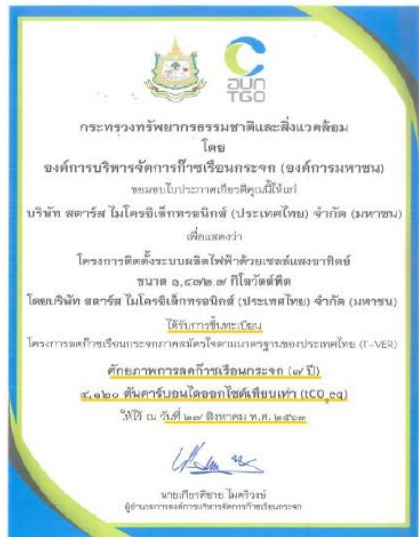 อบก
TGO
กระทรวงทรัพยากรธรรมชาติและสิ่งแวดล้อม
โดย
องค์การบริหารจัดการก๊าซเรือนกระจก (องค์การมหาชน)
ขอมอบใบประกาศเกียรติคุณนี้ให้แก่
บริษัท สตาร์ส ไมโครอิเล็กทรอนิกส์ (ประเทศไทย) จำกัด (มหาชน)
เพื่อแสดงว่า
โครงการติดตั้งระบบผลิตไฟฟ้าด้วยเซลล์แสงอาทิตย์
ขนาด ๑,๔๗๒.๗ กิโลวัตต์พีค
โดยบริษัท สตาร์ส ไมโครอิเล็กทรอนิกส์ (ประเทศไทย) จำกัด (มหาชน)
ได้รับการขึ้นทะเบียน
โครงการลดก๊าซเรือนกระจกภาคสมัครใจตามมาตรฐานของประเทศไทย (T-VER)
ศักยภาพการลดก๊าซเรือนกระจก (๗ ปี)
๔,๑๒๐ ตันคาร์บอนไดออกไซด์เทียบเท่า (tCO₂eq)
ให้ไว้ ณ วันที่ ๒๗ สิงหาคม พ.ศ. ๒๕๖๓
นายเกียรติชาย ไมตรีวงษ์
ผู้อำนวยการองค์การบริหารจัดการก๊าซเรือนกระจก